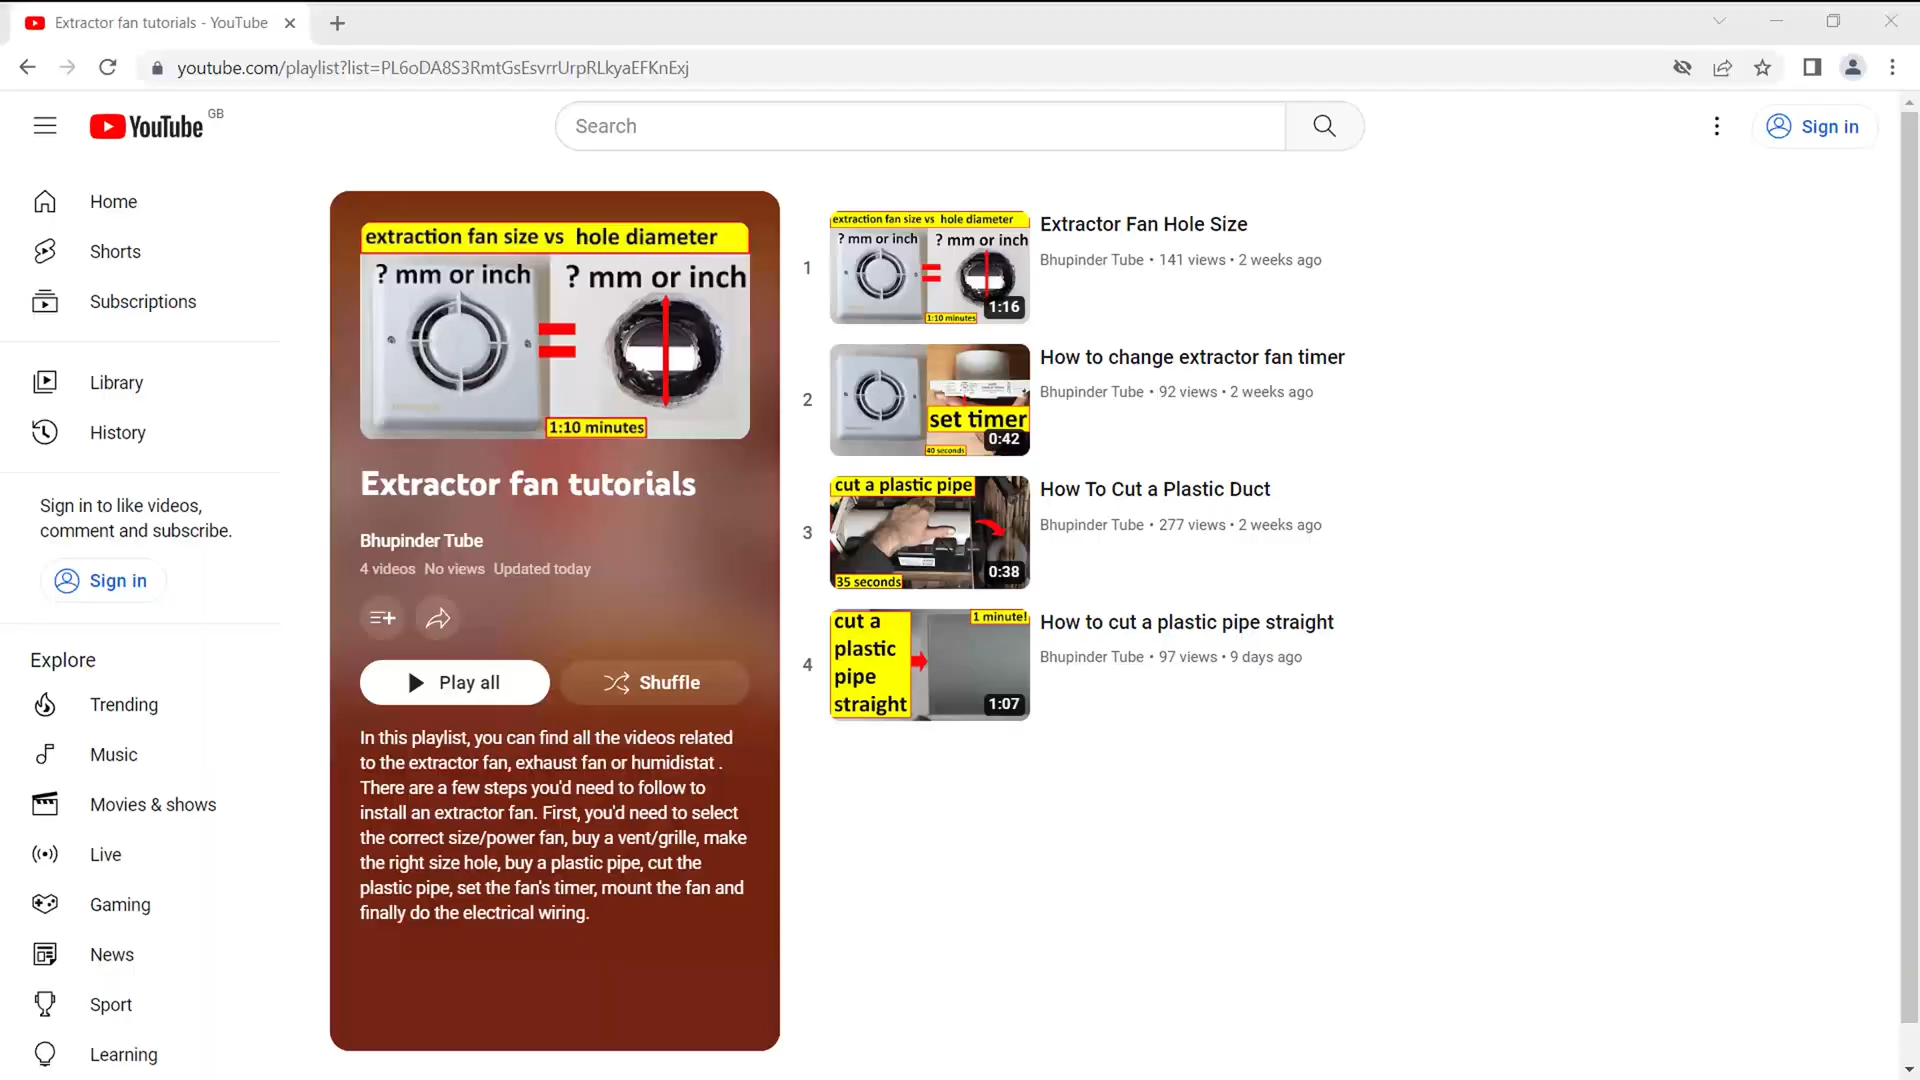 Extractor fan tutorials - YouTube
youtube.com/playlist?list=PL6oDA8S3RmtGsEsvrrUrpRLkyaEFKnExj
YouTube GB
Search
Sign in
Home
Shorts
Subscriptions
Library
History
Sign in to like videos,
comment and subscribe.
Sign in
Explore
Trending
Music
Movies & shows
Live
Gaming
News
Sport
Learning
extraction fan size vs hole diameter
? mm or inch ? mm or inch
1:10 minutes
Extractor fan tutorials
Bhupinder Tube
4 videos No views Updated today
Play all
Shuffle
In this playlist, you can find all the videos related
to the extractor fan, exhaust fan or humidistat .
There are a few steps you'd need to follow to
install an extractor fan. First, you'd need to select
the correct size/power fan, buy a vent/grille, make
the right size hole, buy a plastic pipe, cut the
plastic pipe, set the fan's timer, mount the fan and
finally do the electrical wiring.
1
extraction fan size vs hole diameter
? mm or inch ? mm or inch
1:16
1:10 minutes
Extractor Fan Hole Size
Bhupinder Tube • 141 views • 2 weeks ago
2
set timer
0:42
40 seconds
How to change extractor fan timer
Bhupinder Tube • 92 views • 2 weeks ago
3
cut a plastic pipe
0:38
35 seconds
How To Cut a Plastic Duct
Bhupinder Tube • 277 views • 2 weeks ago
4
cut a
plastic
pipe
straight
1 minute!
1:07
How to cut a plastic pipe straight
Bhupinder Tube • 97 views • 9 days ago